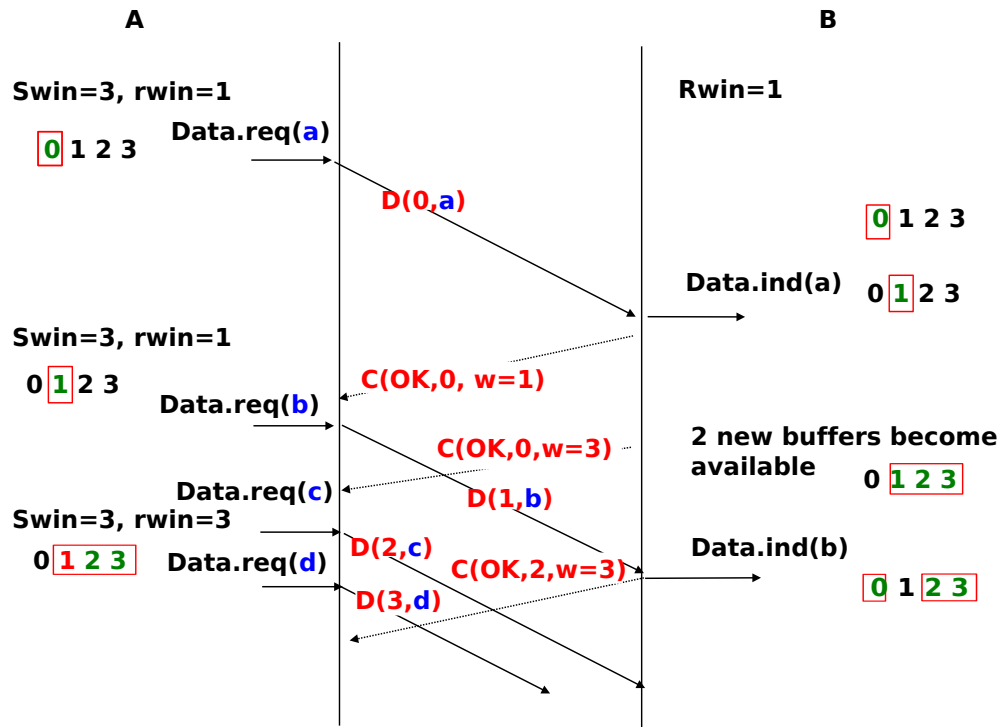 A
B
Swin=3, rwin=1
Rwin=1
Data.req(a)
0 1 2 3
D(0,a)
0 1 2 3
Data.ind(a)
0 1 2 3
Swin=3, rwin=1
0 1 2 3
C(OK,0, w=1)
Data.req(b)
2 new buffers become
available
C(OK,0,w=3)
0 1 2 3
Data.req(c)
D(1,b)
Swin=3, rwin=3
0 1 2 3
D(2,c)
Data.ind(b)
Data.req(d)
C(OK,2,w=3)
0 1 2 3
D(3,d)